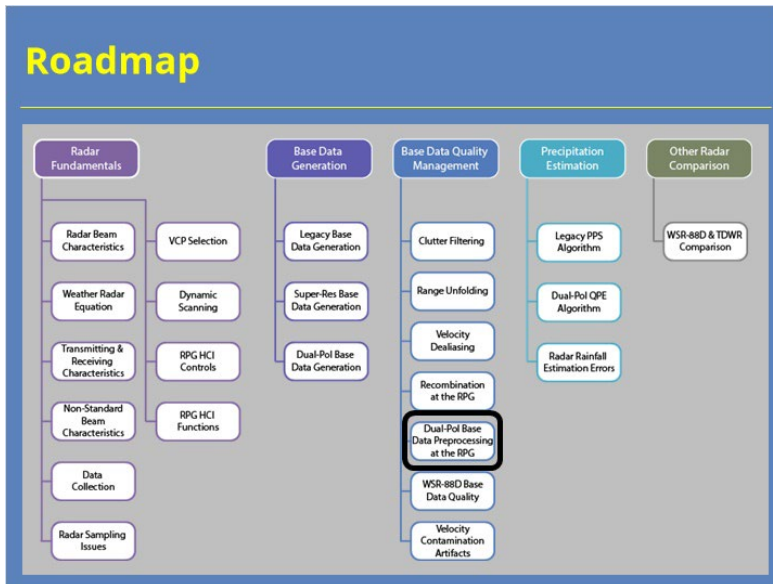 Roadmap
Radar
Fundamentals
Radar Beam
Characteristics
Weather Radar
Equation
Transmitting &
Receiving
Characteristics
Non-Standard
Beam
Characteristics
Data
Collection
Radar Sampling
Issues
VCP Selection
Dynamic
Scanning
RPG HCI
Controls
RPG HCI
Functions
Base Data
Generation
Legacy Base
Data Generation
Super-Res Base
Data Generation
Dual-Pol Base
Data Generation
Base Data Quality
Management
Clutter Filtering
Range Unfolding
Velocity
Dealiasing
Recombination
at the RPG
Dual-Pol Base
Data Preprocessing
at the RPG
WSR-88D Base
Data Quality
Velocity
Contamination
Artifacts
Precipitation
Estimation
Legacy PPS
Algorithm
Dual-Pol QPE
Algorithm
Radar Rainfall
Estimation Errors
Other Radar
Comparison
WSR-88D & TDWR
Comparison